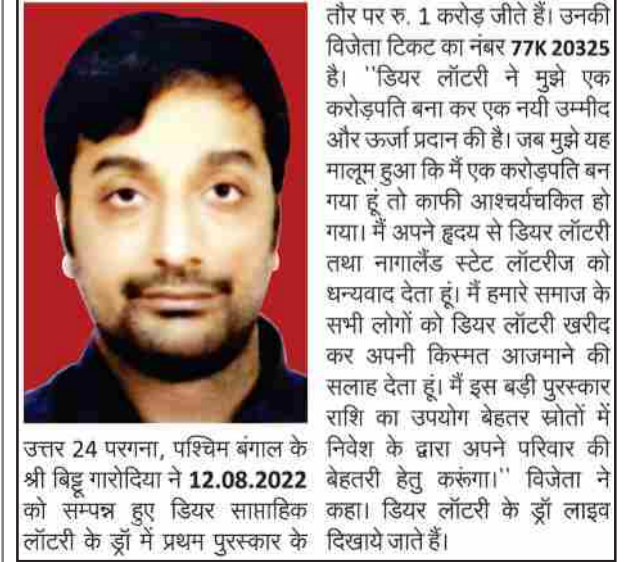 उत्तर 24 परगना, पश्चिम बंगाल के
श्री बिट्टू गारोदिया ने 12.08.2022
को सम्पन्न हुए डियर साप्ताहिक
लॉटरी के ड्रॉ में प्रथम पुरस्कार के
तौर पर रु. 1 करोड़ जीते हैं। उनकी
विजेता टिकट का नंबर 77K 20325
है। ''डियर लॉटरी ने मुझे एक
करोड़पति बना कर एक नयी उम्मीद
और ऊर्जा प्रदान की है। जब मुझे यह
मालूम हुआ कि मैं एक करोड़पति बन
गया हूं तो काफी आश्चर्यचकित हो
गया। मैं अपने हृदय से डियर लॉटरी
तथा नागालैंड स्टेट लॉटरीज को
धन्यवाद देता हूं। मैं हमारे समाज के
सभी लोगों को डियर लॉटरी खरीद
कर अपनी किस्मत आजमाने की
सलाह देता हूं। मैं इस बड़ी पुरस्कार
राशि का उपयोग बेहतर स्रोतों में
निवेश के द्वारा अपने परिवार की
बेहतरी हेतु करूंगा।'' विजेता ने
कहा। डियर लॉटरी के ड्रॉ लाइव
दिखाये जाते हैं।